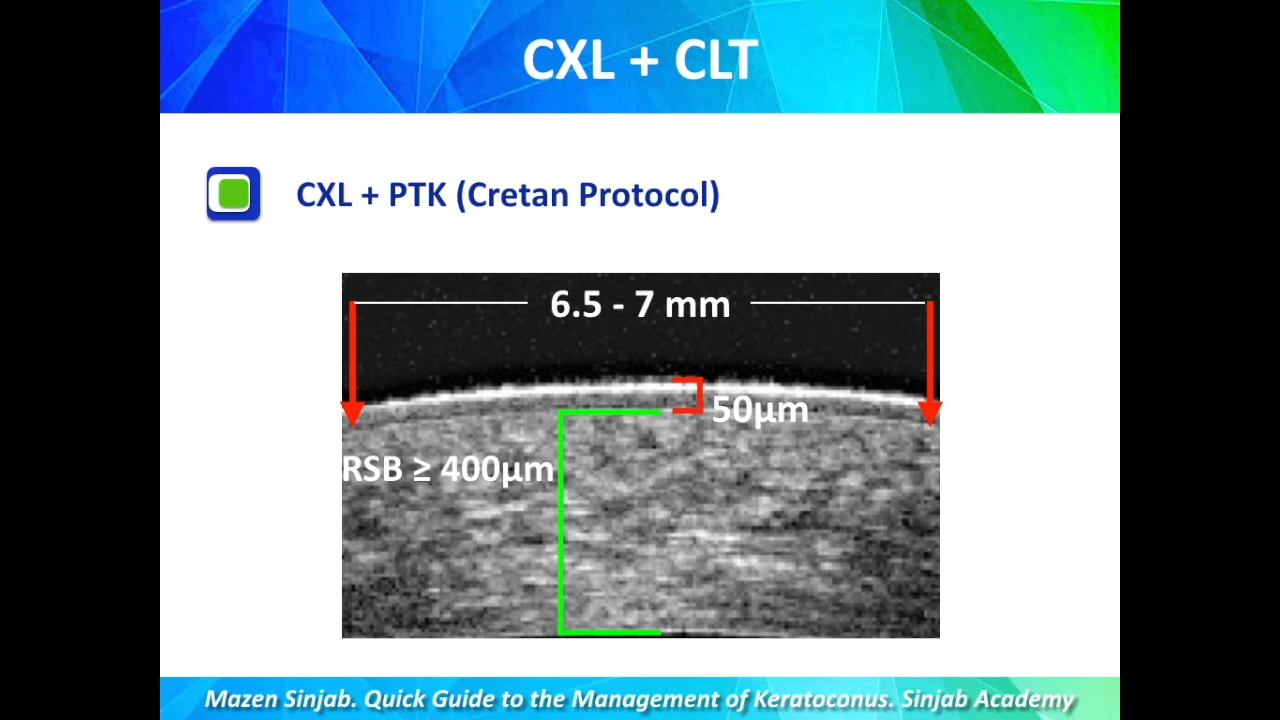 CXL + CLT
CXL + PTK (Cretan Protocol)
6.5 - 7 mm
50µm
RSB ≥ 400µm
Mazen Sinjab. Quick Guide to the Management of Keratoconus. Sinjab Academy